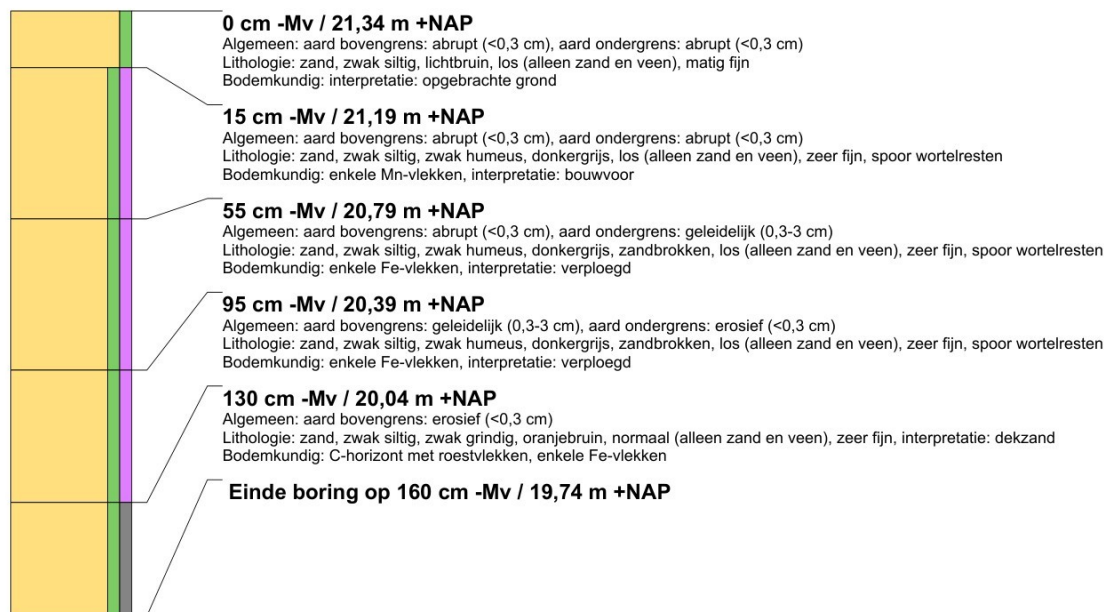 0 cm -Mv / 21,34 m +NAP
Algemeen: aard bovengrens: abrupt (<0,3 cm), aard ondergrens: abrupt (<0,3 cm)
Lithologie: zand, zwak siltig, lichtbruin, los (alleen zand en veen), matig fijn
Bodemkundig: interpretatie: opgebrachte grond
15 cm -Mv / 21,19 m +NAP
Algemeen: aard bovengrens: abrupt (<0,3 cm), aard ondergrens: abrupt (<0,3 cm)
Lithologie: zand, zwak siltig, zwak humeus, donkergrijs, los (alleen zand en veen), zeer fijn, spoor wortelresten
Bodemkundig: enkele Mn-vlekken, interpretatie: bouwvoor
55 cm -Mv / 20,79 m +NAP
Algemeen: aard bovengrens: abrupt (<0,3 cm), aard ondergrens: geleidelijk (0,3-3 cm)
Lithologie: zand, zwak siltig, zwak humeus, donkergrijs, zandbrokken, los (alleen zand en veen), zeer fijn, spoor wortelresten
Bodemkundig: enkele Fe-vlekken, interpretatie: verploegd
95 cm -Mv / 20,39 m +NAP
Algemeen: aard bovengrens: geleidelijk (0,3-3 cm), aard ondergrens: erosief (<0,3 cm)
Lithologie: zand, zwak siltig, zwak humeus, donkergrijs, zandbrokken, los (alleen zand en veen), zeer fijn, spoor wortelresten
Bodemkundig: enkele Fe-vlekken, interpretatie: verploegd
130 cm -Mv / 20,04 m +NAP
Algemeen: aard bovengrens: erosief (<0,3 cm)
Lithologie: zand, zwak siltig, zwak grindig, oranjebruin, normaal (alleen zand en veen), zeer fijn, interpretatie: dekzand
Bodemkundig: C-horizont met roestvlekken, enkele Fe-vlekken
Einde boring op 160 cm -Mv / 19,74 m +NAP